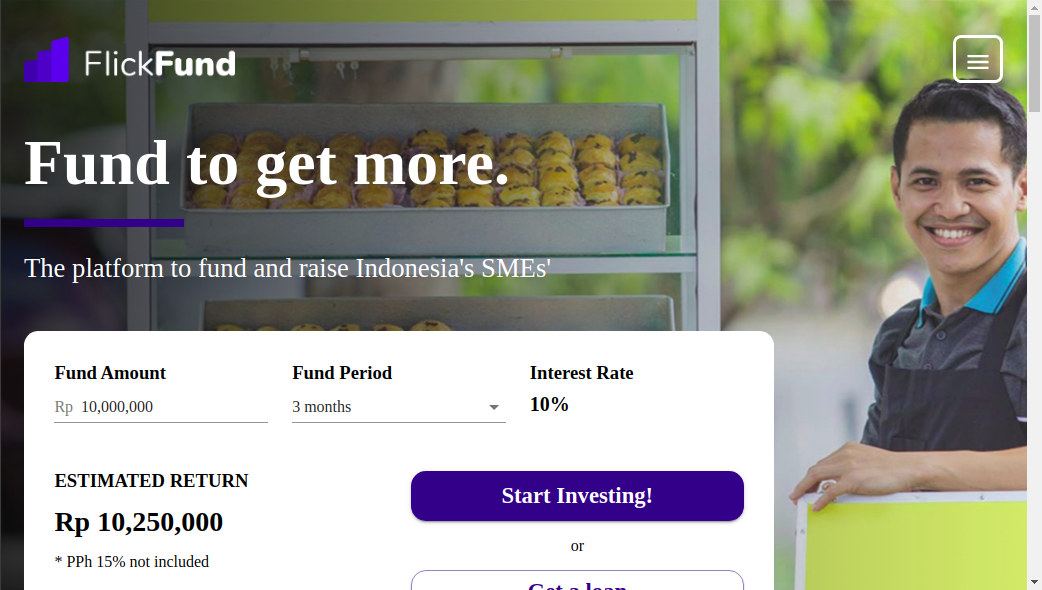 FlickFund
Fund to get more.
The platform to fund and raise Indonesia's SMEs'
Fund Amount
Rp 10,000,000
Fund Period
3 months
Interest Rate
10%
ESTIMATED RETURN
Rp 10,250,000
* PPh 15% not included
Start Investing!
or
Get a loan